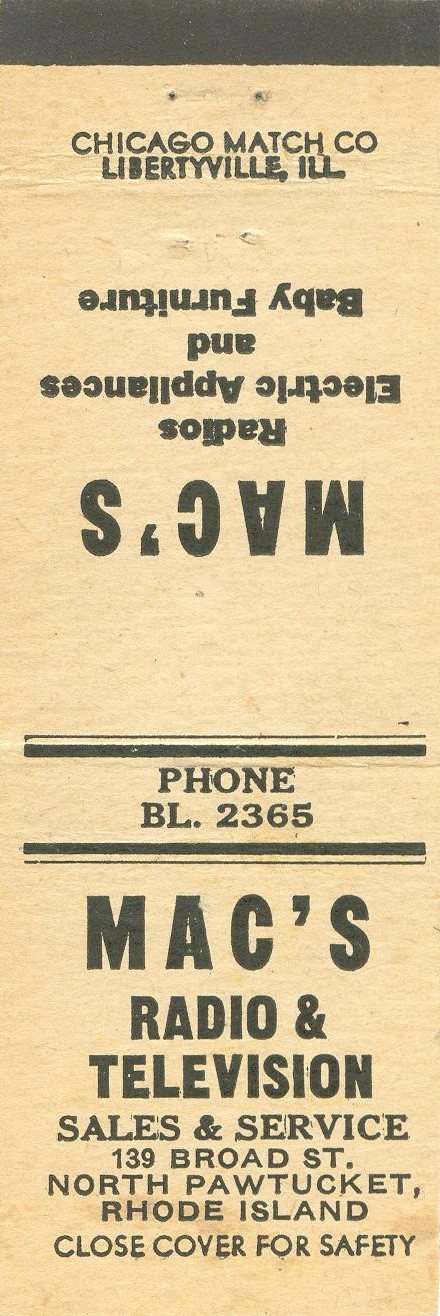 CHICAGO MATCH CO
LIBERTYVILLE, ILL.
MAC'S
Radios
Electric Appliances
and
Baby Furniture
PHONE
BL. 2365
MAC'S
RADIO &
TELEVISION
SALES & SERVICE
139 BROAD ST.
NORTH PAWTUCKET,
RHODE ISLAND
CLOSE COVER FOR SAFETY